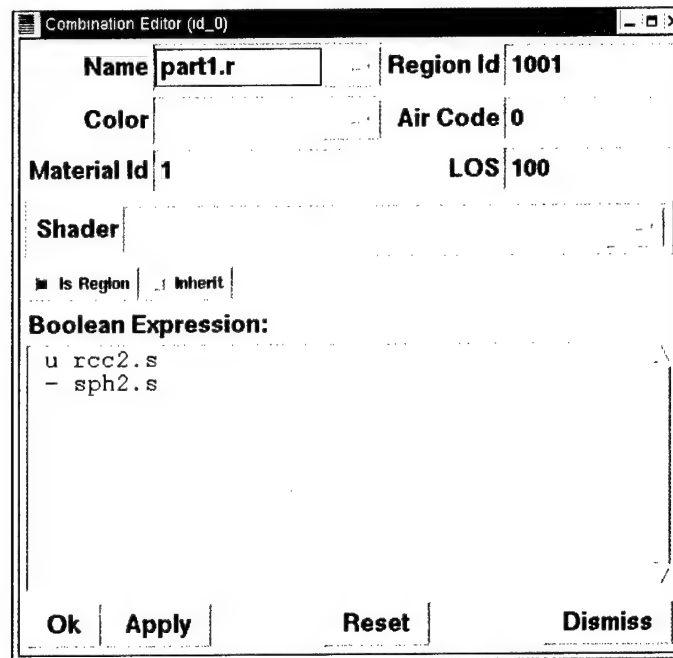 Combination Editor (id_0)
Name part1.r Region Id 1001
Color Air Code 0
Material Id 1 LOS 100
Shader
Is Region Inherit
Boolean Expression:
u rcc2.s
- sph2.s
Ok Apply Reset Dismiss